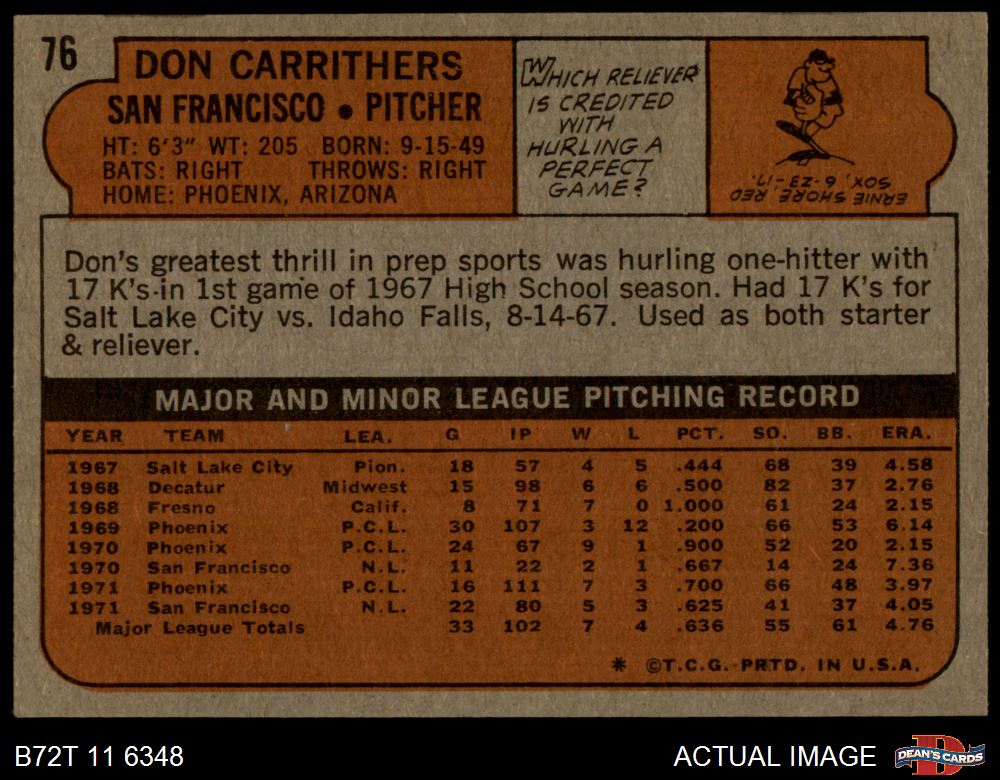 76
DON CARRITHERS
SAN FRANCISCO • PITCHER
HT: 6'3" WT: 205 BORN: 9-15-49
BATS: RIGHT THROWS: RIGHT
HOME: PHOENIX, ARIZONA
WHICH RELIEVER
IS CREDITED
WITH
HURLING A
PERFECT
GAME?
ERNIE SHORE, RED
SOX, 6-23-'17.
Don's greatest thrill in prep sports was hurling one-hitter with
17 K's in 1st game of 1967 High School season. Had 17 K's for
Salt Lake City vs. Idaho Falls, 8-14-67. Used as both starter
& reliever.
MAJOR AND MINOR LEAGUE PITCHING RECORD
YEAR TEAM LEA. G IP W L PCT. SO. BB. ERA.
1967 Salt Lake City Pion. 18 57 4 5 .444 68 39 4.58
1968 Decatur Midwest 15 98 6 6 .500 82 37 2.76
1968 Fresno Calif. 8 71 7 0 1.000 61 24 2.15
1969 Phoenix P.C.L. 30 107 3 12 .200 66 53 6.14
1970 Phoenix P.C.L. 24 67 9 1 .900 52 20 2.15
1970 San Francisco N.L. 11 22 2 1 .667 14 24 7.36
1971 Phoenix P.C.L. 16 111 7 3 .700 66 48 3.97
1971 San Francisco N.L. 22 80 5 3 .625 41 37 4.05
Major League Totals 33 102 7 4 .636 55 61 4.76
* ©T.C.G. PRTD. IN U.S.A.
B72T 11 6348
ACTUAL IMAGE
D
DEAN'S CARDS